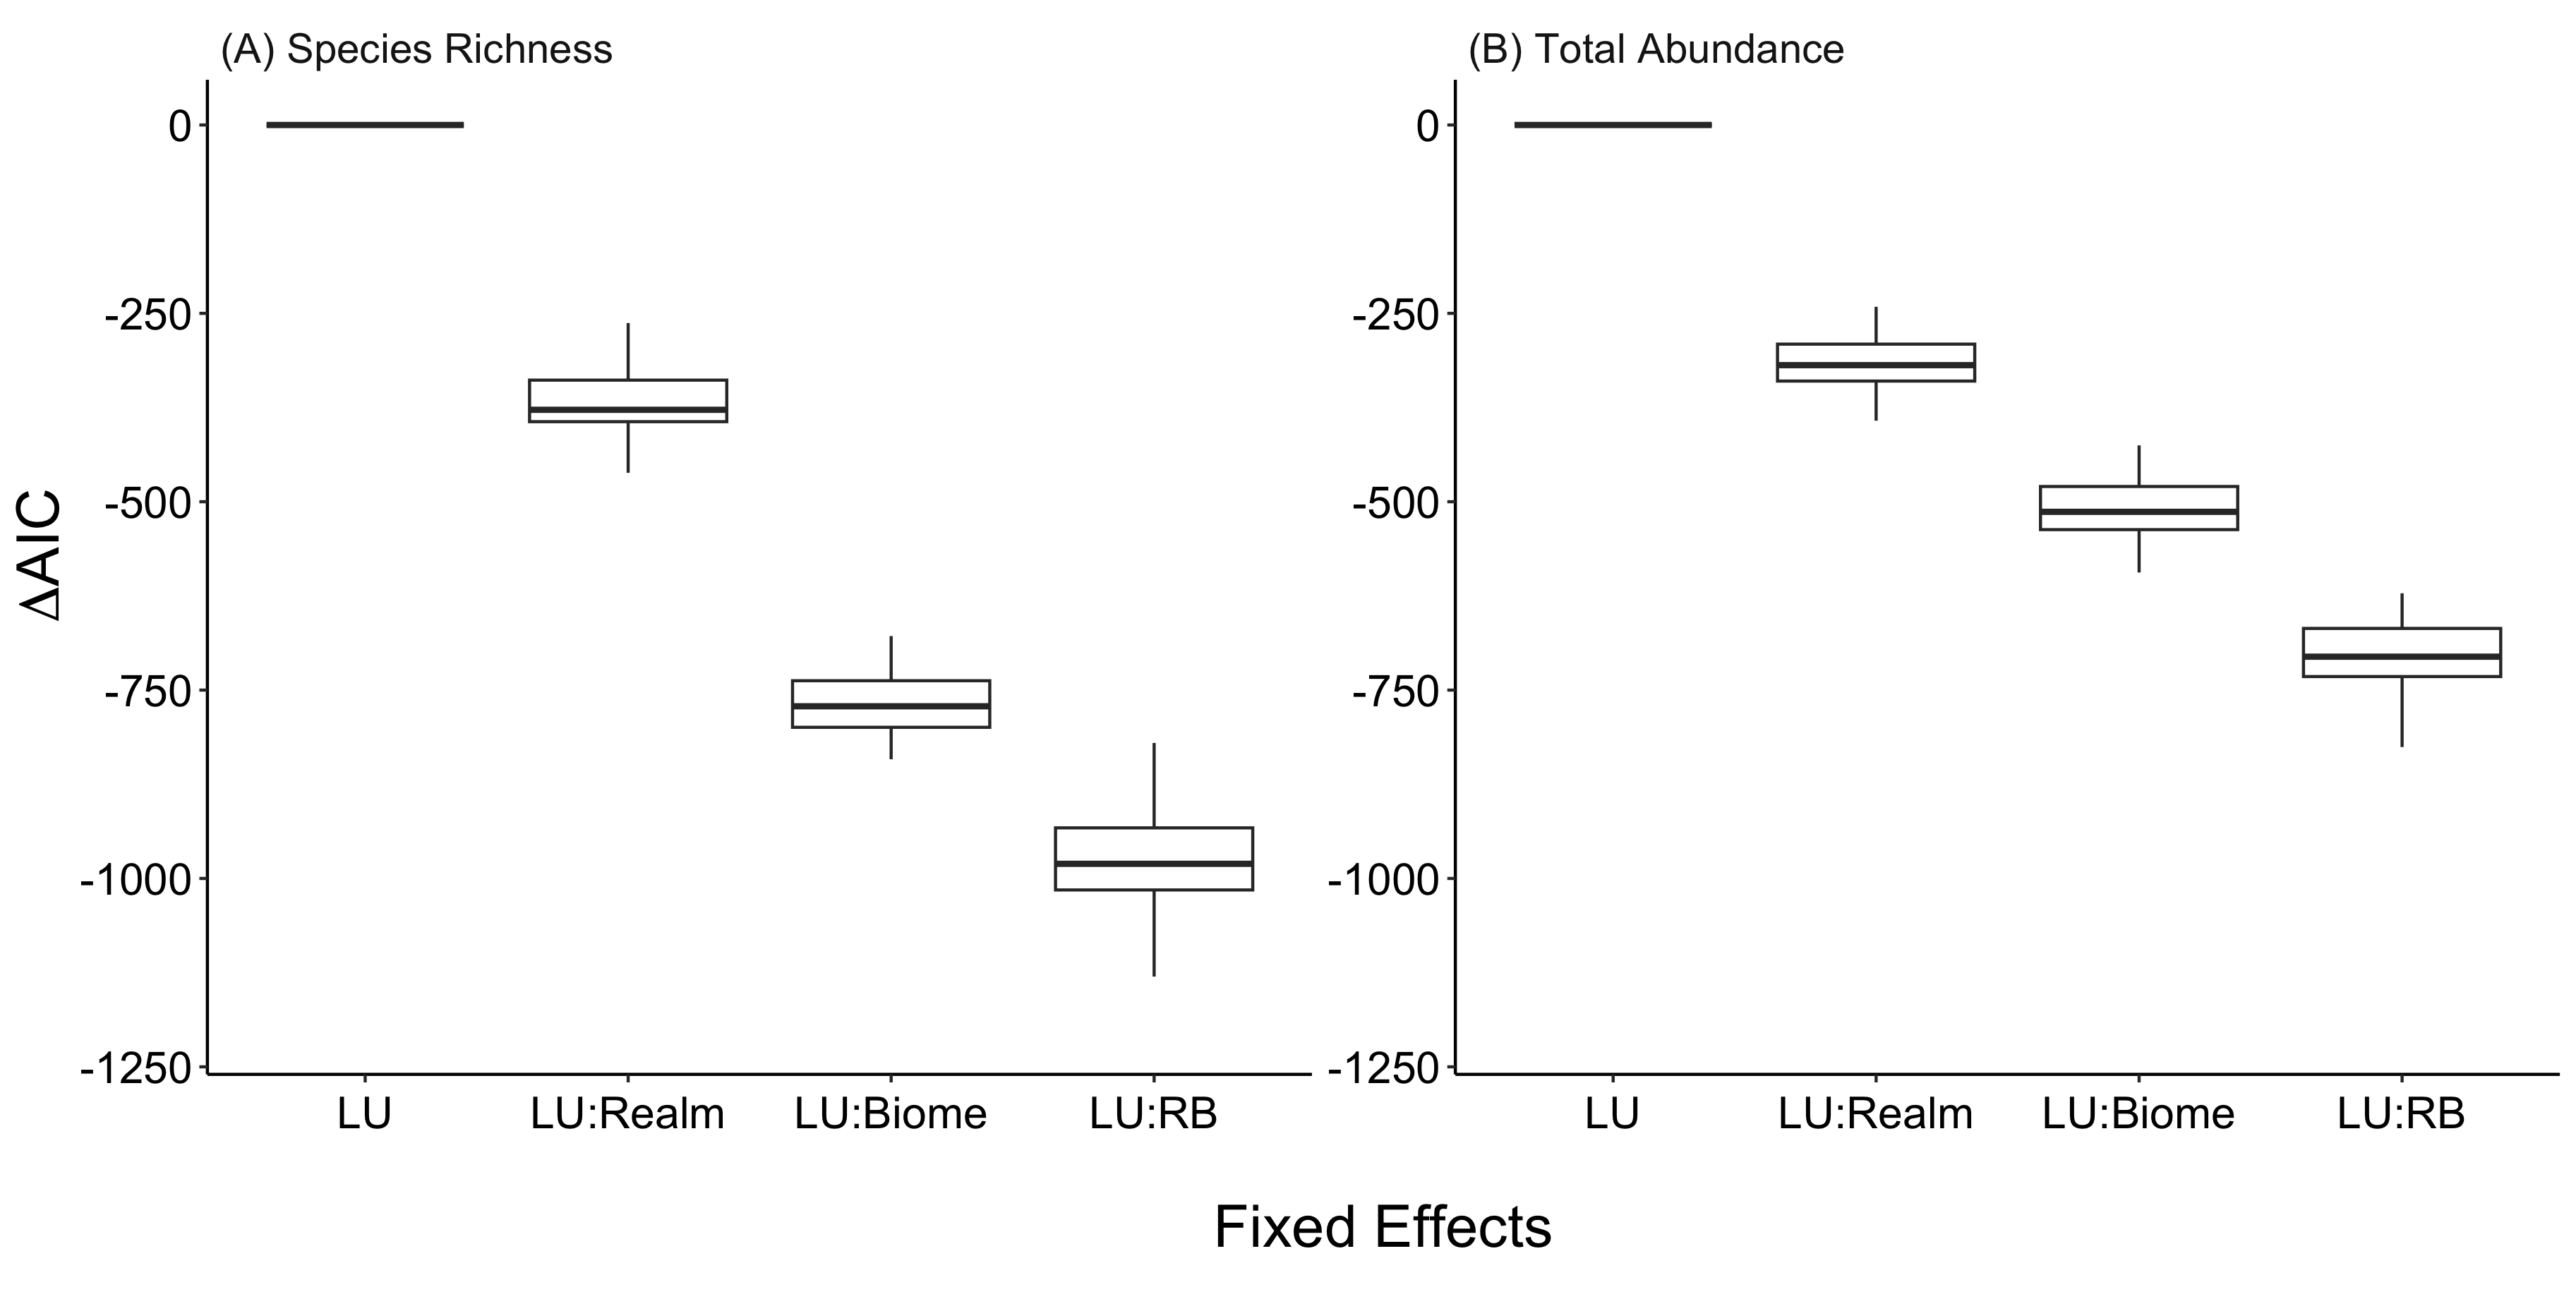 (A) Species Richness
0
-250
-500
-750
-1000
-1250
LU LU:Realm LU:Biome LU:RB
(B) Total Abundance
0
-250
-500
-750
-1000
-1250
LU LU:Realm LU:Biome LU:RB
ΔAIC
Fixed Effects